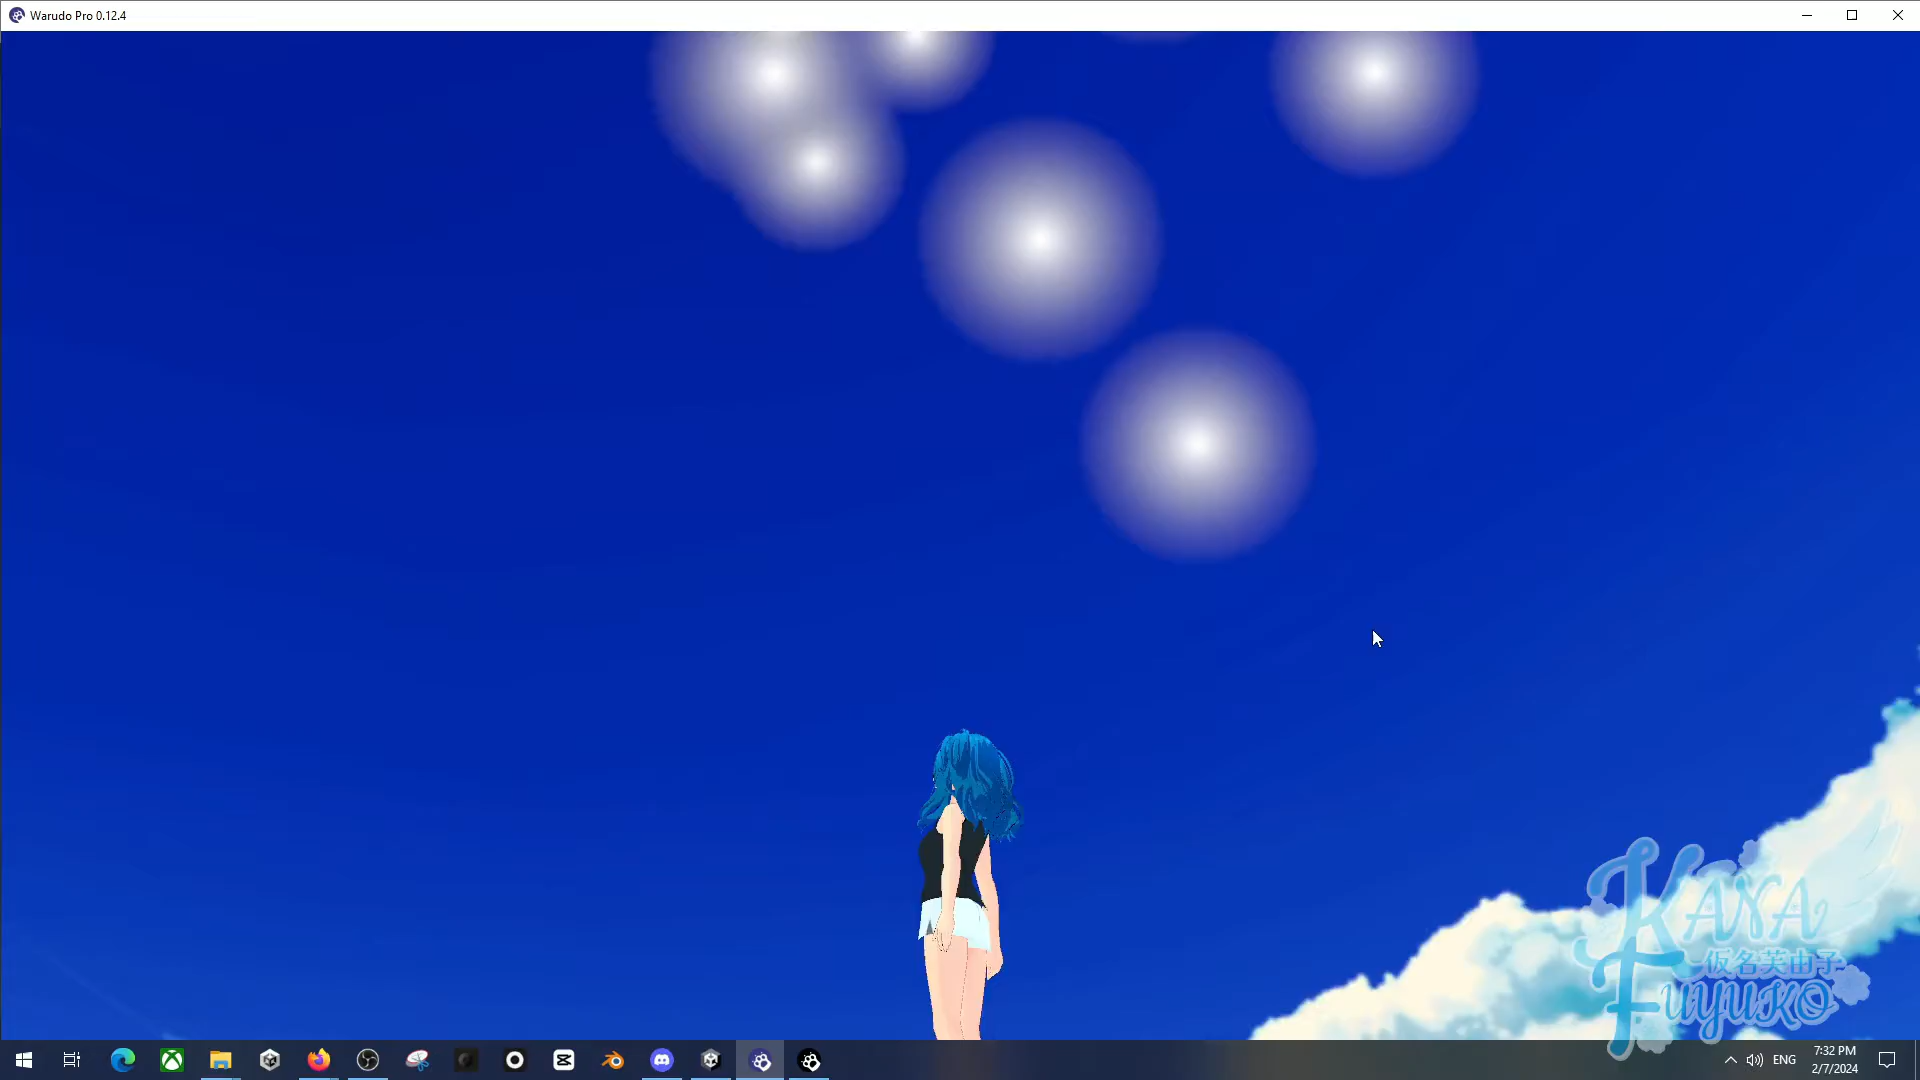 Warudo Pro 0.12.4
KANA
仮名芙由子
FUYUKO
ENG
7:32 PM
2/7/2024